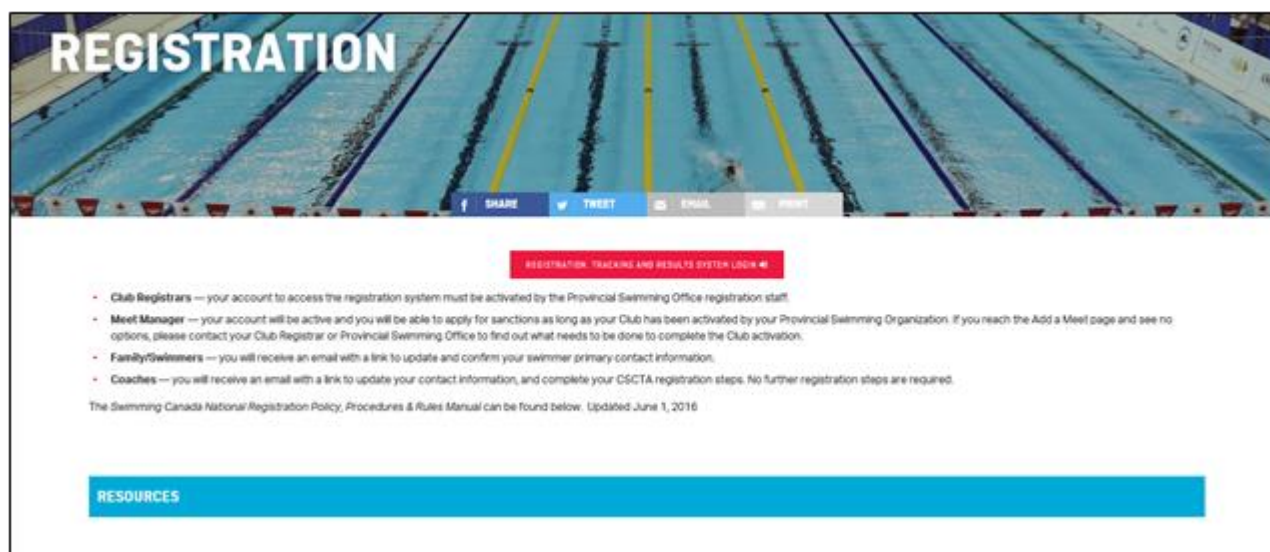 REGISTRATION
SHARE
TWEET
EMAIL
PRINT
REGISTRATION, TRACKING AND RESULTS SYSTEM LOGIN
Club Registrars — your account to access the registration system must be activated by the Provincial Swimming Office registration staff.
Meet Manager — your account will be active and you will be able to apply for sanctions as long as your Club has been activated by your Provincial Swimming Organization. If you reach the Add a Meet page and see no
options, please contact your Club Registrar or Provincial Swimming Office to find out what needs to be done to complete the Club activation.
Family/Swimmers — you will receive an email with a link to update and confirm your swimmer primary contact information.
Coaches — you will receive an email with a link to update your contact information, and complete your CSCTA registration steps. No further registration steps are required.
The Swimming Canada National Registration Policy, Procedures & Rules Manual can be found below. Updated June 1, 2016
RESOURCES